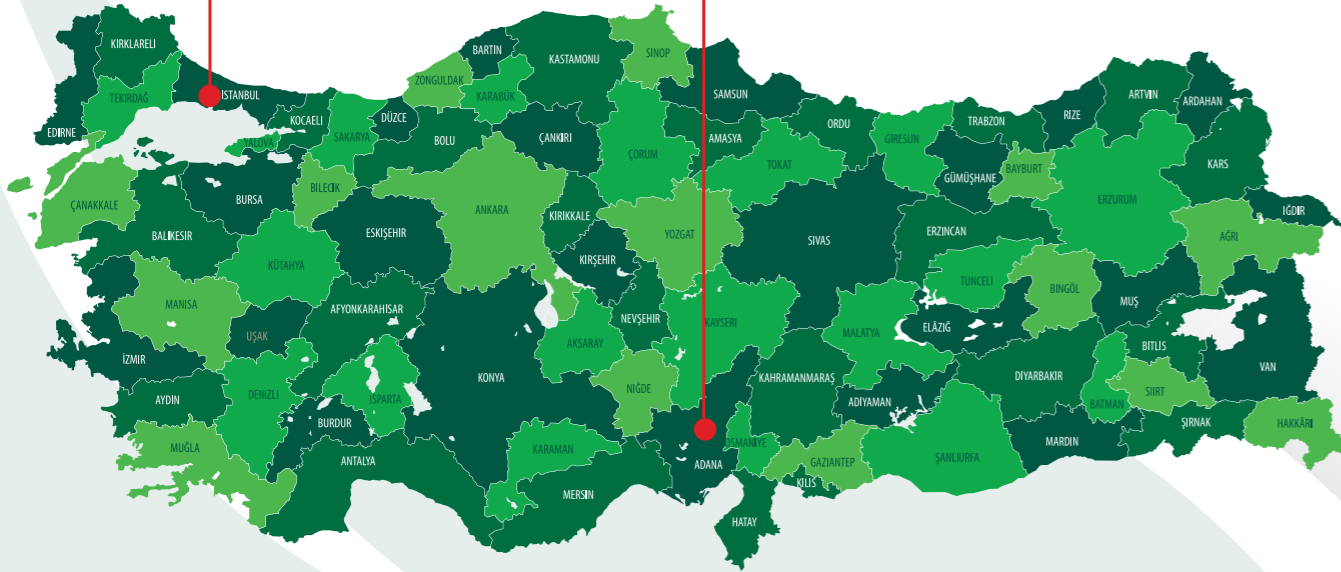 KIRKLARELİ
TEKİRDAĞ
EDİRNE
İSTANBUL
KOCAELİ
YALOVA
SAKARYA
DÜZCE
ZONGULDAK
BARTIN
KARABÜK
KASTAMONU
SİNOP
SAMSUN
BOLU
ÇANKIRI
ÇORUM
AMASYA
TOKAT
ORDU
GİRESUN
TRABZON
RİZE
ARTVİN
ARDAHAN
GÜMÜŞHANE
BAYBURT
ERZURUM
KARS
IĞDIR
AĞRI
ÇANAKKALE
BALIKESİR
BURSA
BİLECİK
KÜTAHYA
ESKİŞEHİR
ANKARA
KIRIKKALE
KIRŞEHİR
YOZGAT
SİVAS
ERZİNCAN
TUNCELİ
BİNGÖL
MUŞ
MANİSA
UŞAK
AFYONKARAHİSAR
İZMİR
AYDIN
DENİZLİ
ISPARTA
BURDUR
KONYA
AKSARAY
NEVŞEHİR
NİĞDE
KAYSERİ
MALATYA
ELÂZIĞ
KAHRAMANMARAŞ
ADIYAMAN
DİYARBAKIR
BATMAN
BİTLİS
SİİRT
VAN
MUĞLA
ANTALYA
KARAMAN
MERSİN
ADANA
OSMANİYE
GAZİANTEP
KİLİS
HATAY
ŞANLIURFA
MARDİN
ŞIRNAK
HAKKÂRİ